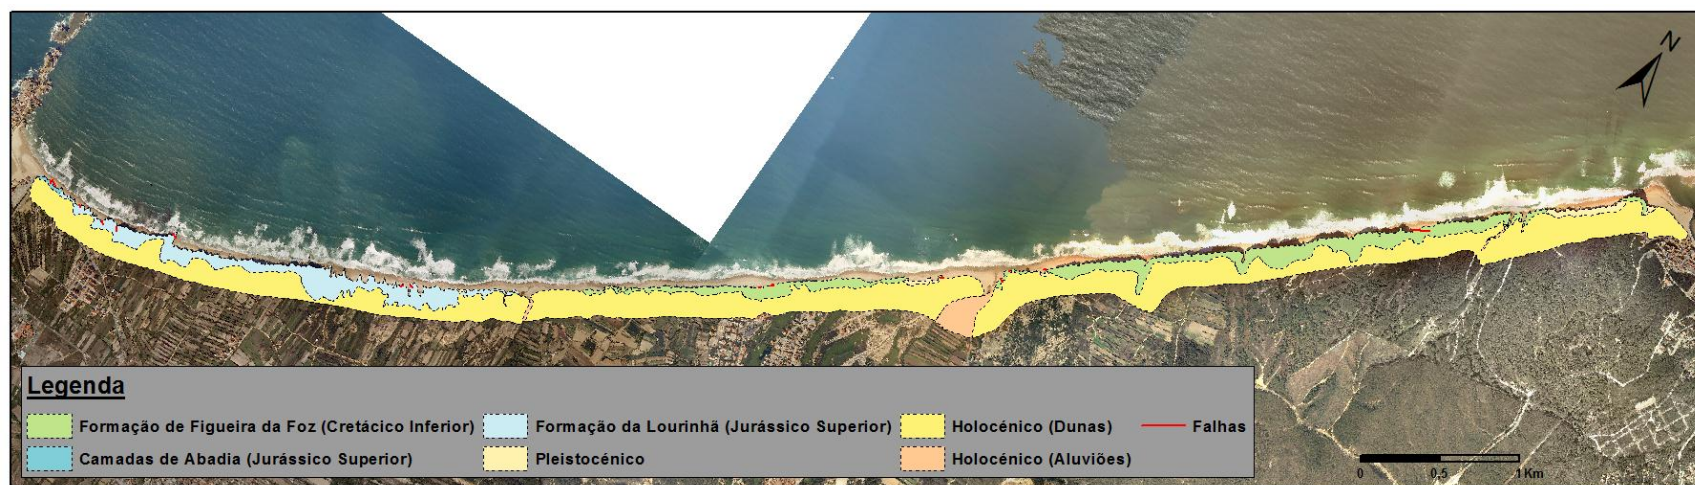 N
Legenda
Formação de Figueira da Foz (Cretácico Inferior)
Formação da Lourinhã (Jurássico Superior)
Holocénico (Dunas)
Falhas
Camadas de Abadia (Jurássico Superior)
Pleistocénico
Holocénico (Aluviões)
0 0,5 1 Km